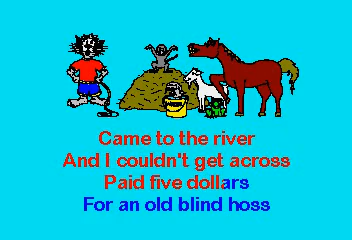 Came to the river
And I couldn't get across
Paid five dollars
For an old blind hoss